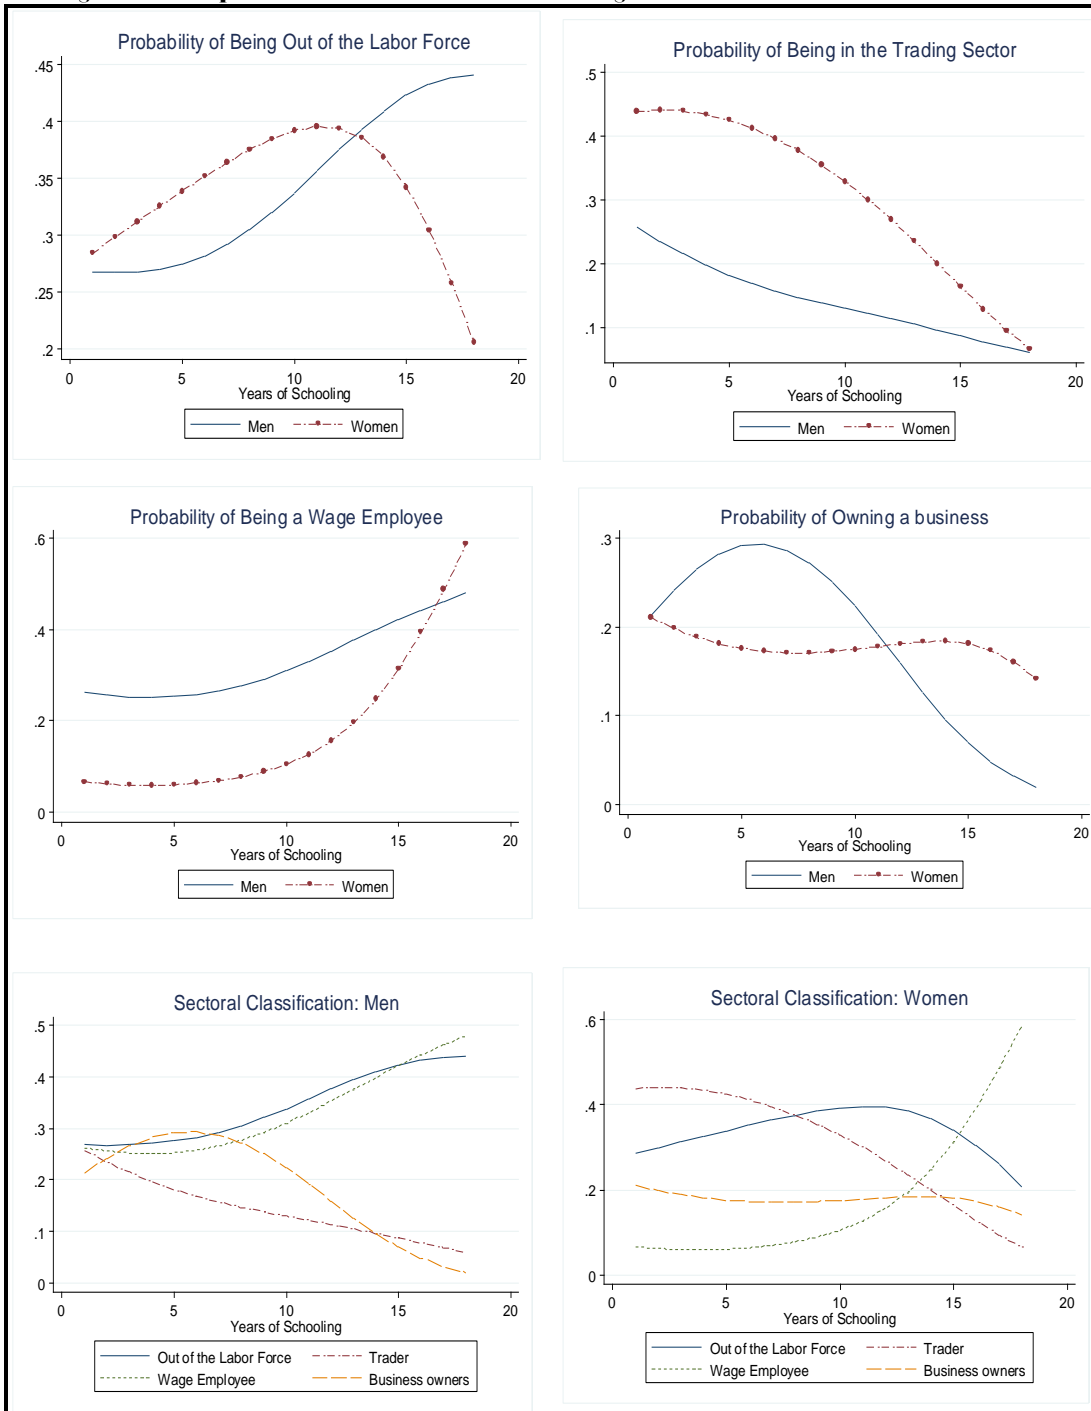 Probability of Being Out of the Labor Force
.45
.4
.35
.3
.25
.2
0 5 10 15 20
Years of Schooling
Men Women
Probability of Being in the Trading Sector
.5
.4
.3
.2
.1
0 5 10 15 20
Years of Schooling
Men Women
Probability of Being a Wage Employee
.6
.4
.2
0
0 5 10 15 20
Years of Schooling
Men Women
Probability of Owning a business
.3
.2
.1
0
0 5 10 15 20
Years of Schooling
Men Women
Sectoral Classification: Men
.5
.4
.3
.2
.1
0
0 5 10 15 20
Years of Schooling
Out of the Labor Force Trader
Wage Employee Business owners
Sectoral Classification: Women
.6
.4
.2
0
0 5 10 15 20
Years of Schooling
Out of the Labor Force Trader
Wage Employee Business owners